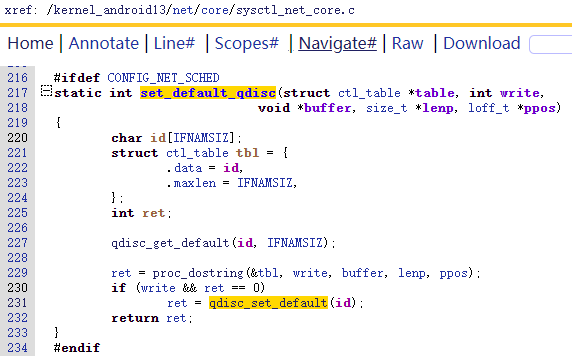 xref: /kernel_android13/net/core/sysctl_net_core.c
Home | Annotate | Line# | Scopes# | Navigate# | Raw | Download
216 #ifdef CONFIG_NET_SCHED
217 static int set_default_qdisc(struct ctl_table *table, int write,
218 void *buffer, size_t *lenp, loff_t *ppos)
219 {
220 char id[IFNAMSIZ];
221 struct ctl_table tbl = {
222 .data = id,
223 .maxlen = IFNAMSIZ,
224 };
225 int ret;
226
227 qdisc_get_default(id, IFNAMSIZ);
228
229 ret = proc_dostring(&tbl, write, buffer, lenp, ppos);
230 if (write && ret == 0)
231 ret = qdisc_set_default(id);
232 return ret;
233 }
234 #endif